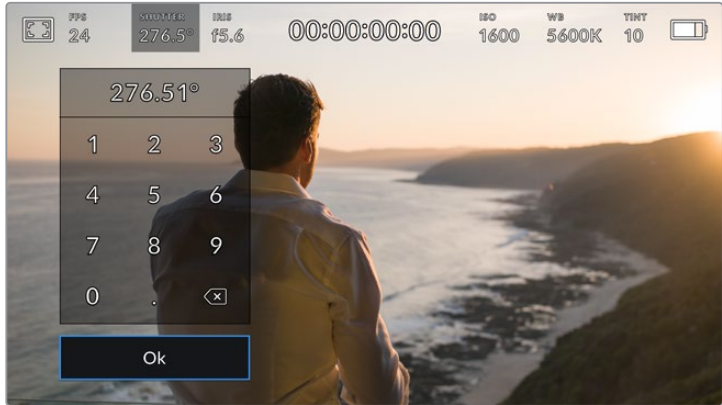 FPS SHUTTER IRIS ISO WB TINT
24 276.5° f5.6 00:00:00:00 1600 5600K 10
276.51°
1 2 3
4 5 6
7 8 9
0 .
Ok